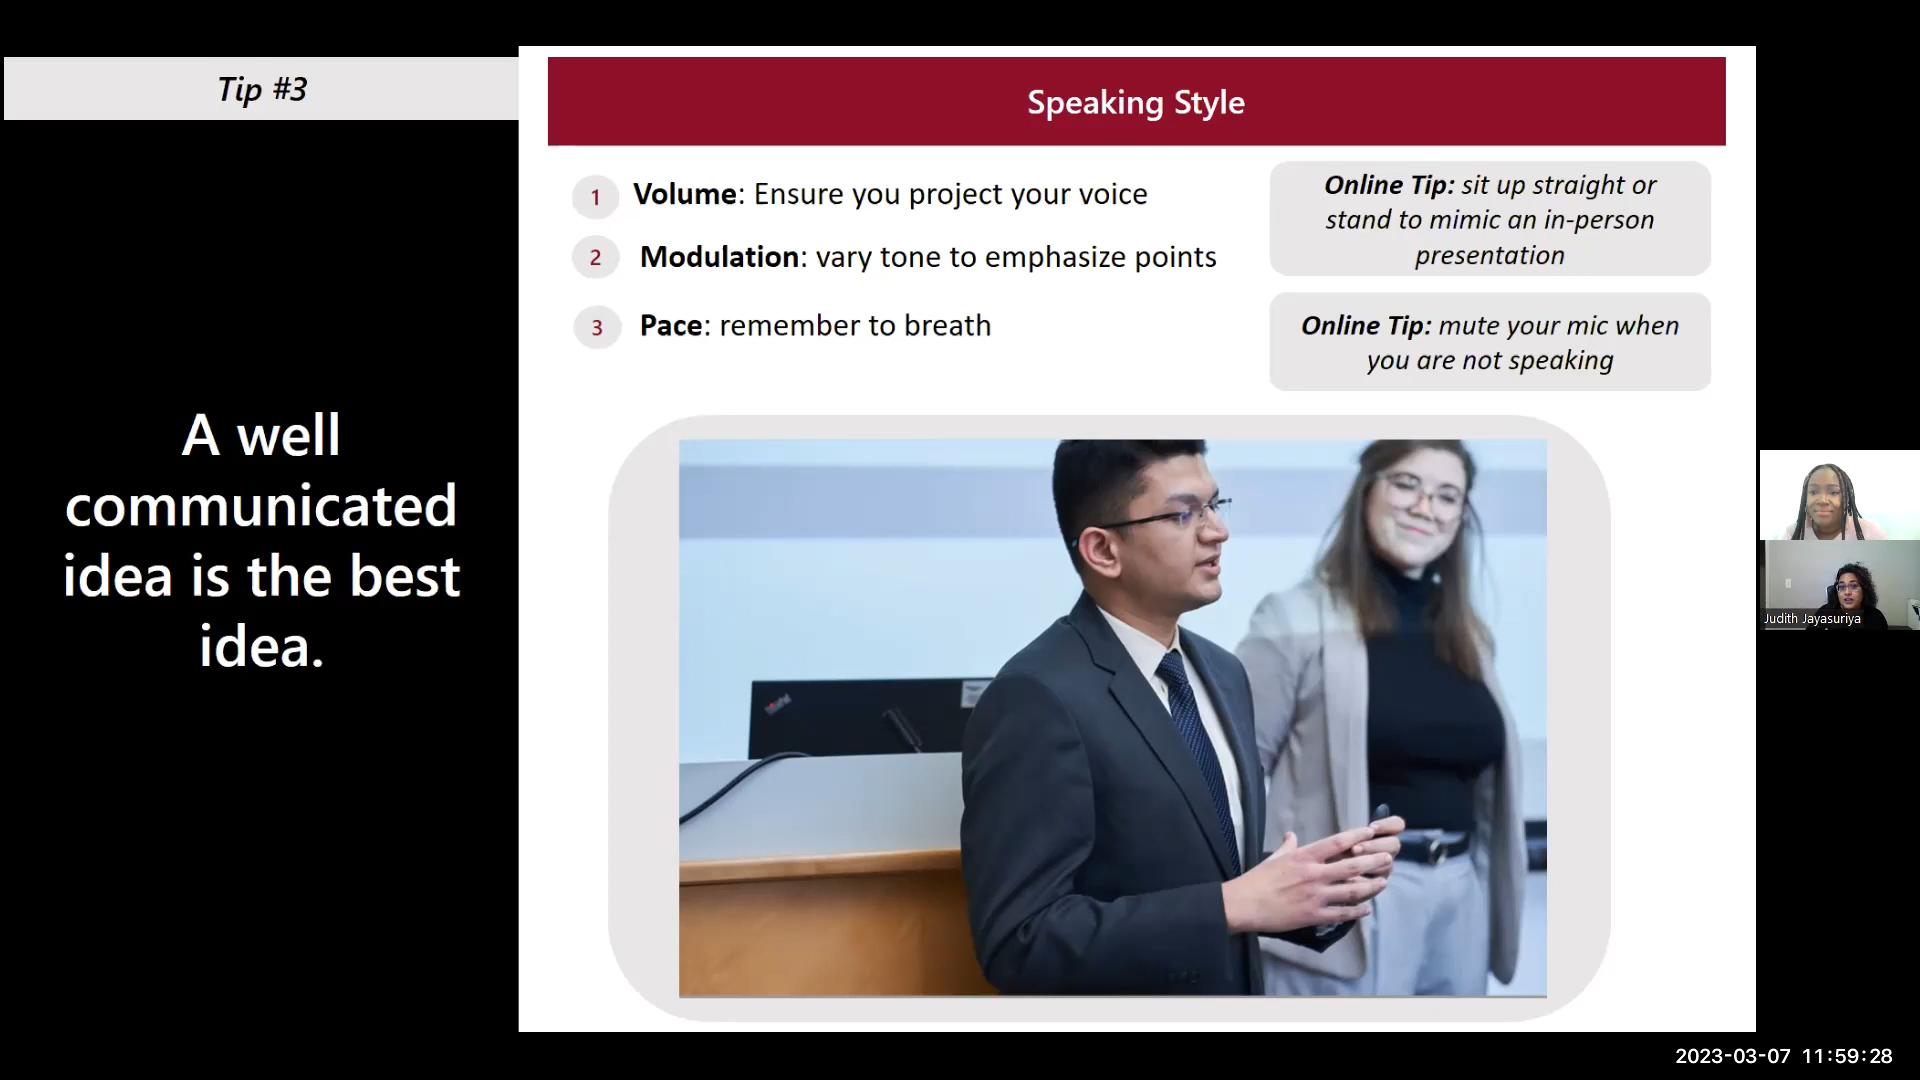 Tip #3
A well
communicated
idea is the best
idea.
Speaking Style
1 Volume: Ensure you project your voice
2 Modulation: vary tone to emphasize points
3 Pace: remember to breath
Online Tip: sit up straight or
stand to mimic an in-person
presentation
Online Tip: mute your mic when
you are not speaking
Judith Jayasuriya
2023-03-07 11:59:28